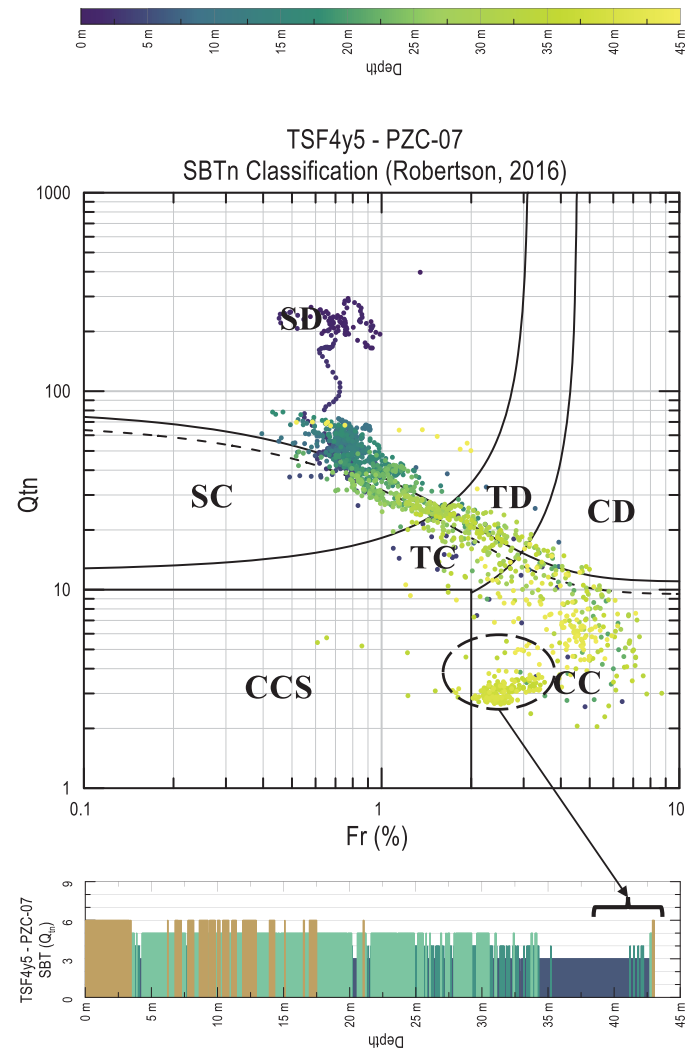 0 m 5 m 10 m 15 m 20 m 25 m 30 m 35 m 40 m 45 m
Depth
TSF4y5 - PZC-07
SBTn Classification (Robertson, 2016)
1000
100
10
1
Qtn
SD
SC
TD
CD
TC
CCS
CC
0.1 1 10
Fr (%)
TSF4y5 - PZC-07
SBT (Qtn)
9
6
3
0
0 m 5 m 10 m 15 m 20 m 25 m 30 m 35 m 40 m 45 m
Depth